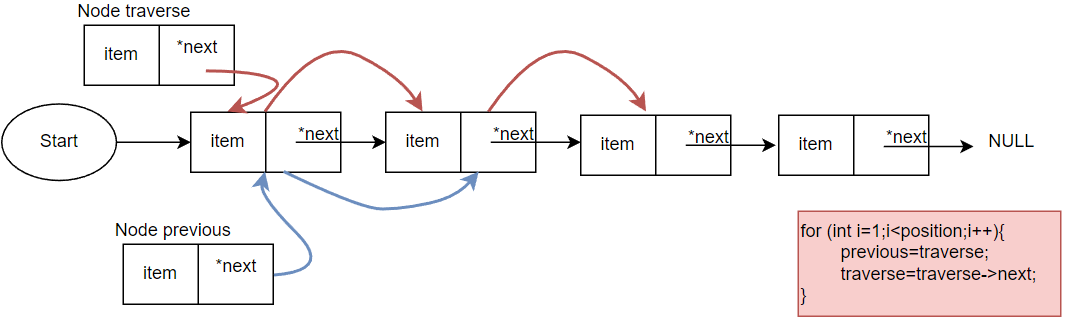 Node traverse
item
*next
Start
item
*next
item
*next
item
*next
item
*next
NULL
Node previous
item
*next
for (int i=1;i<position;i++){
previous=traverse;
traverse=traverse->next;
}